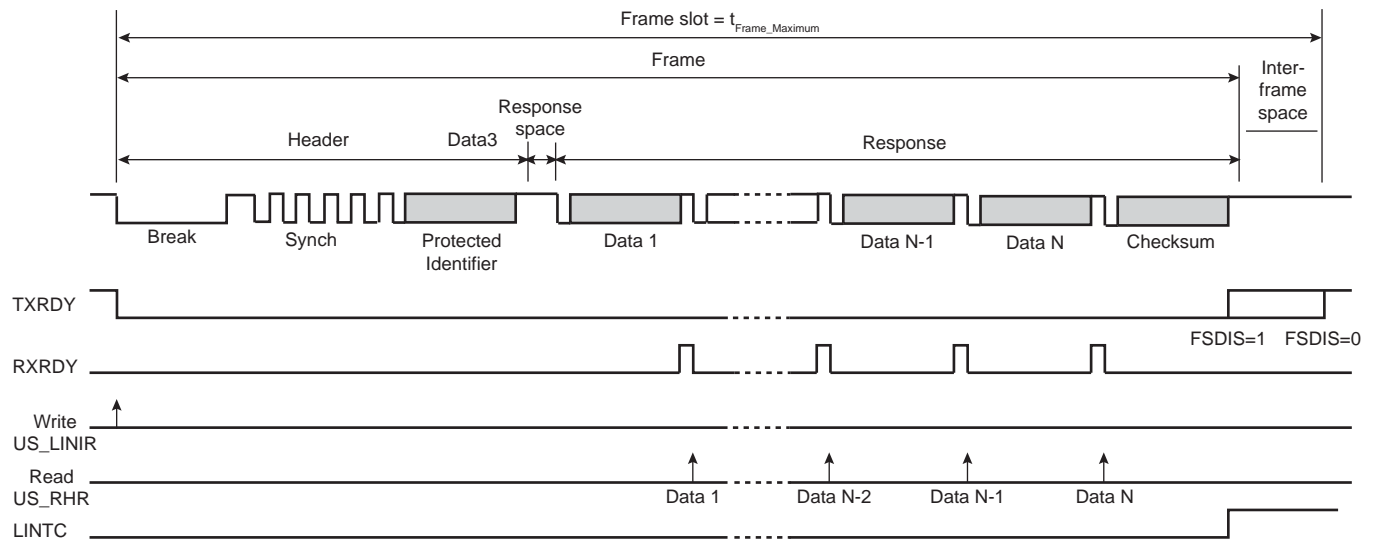 Frame slot = tFrame_Maximum
Frame
Inter-
frame
space
Response
space
Header
Data3
Response
Break
Synch
Protected
Identifier
Data 1
Data N-1
Data N
Checksum
TXRDY
FSDIS=1
FSDIS=0
RXRDY
Write
US_LINIR
Read
US_RHR
Data 1
Data N-2
Data N-1
Data N
LINTC